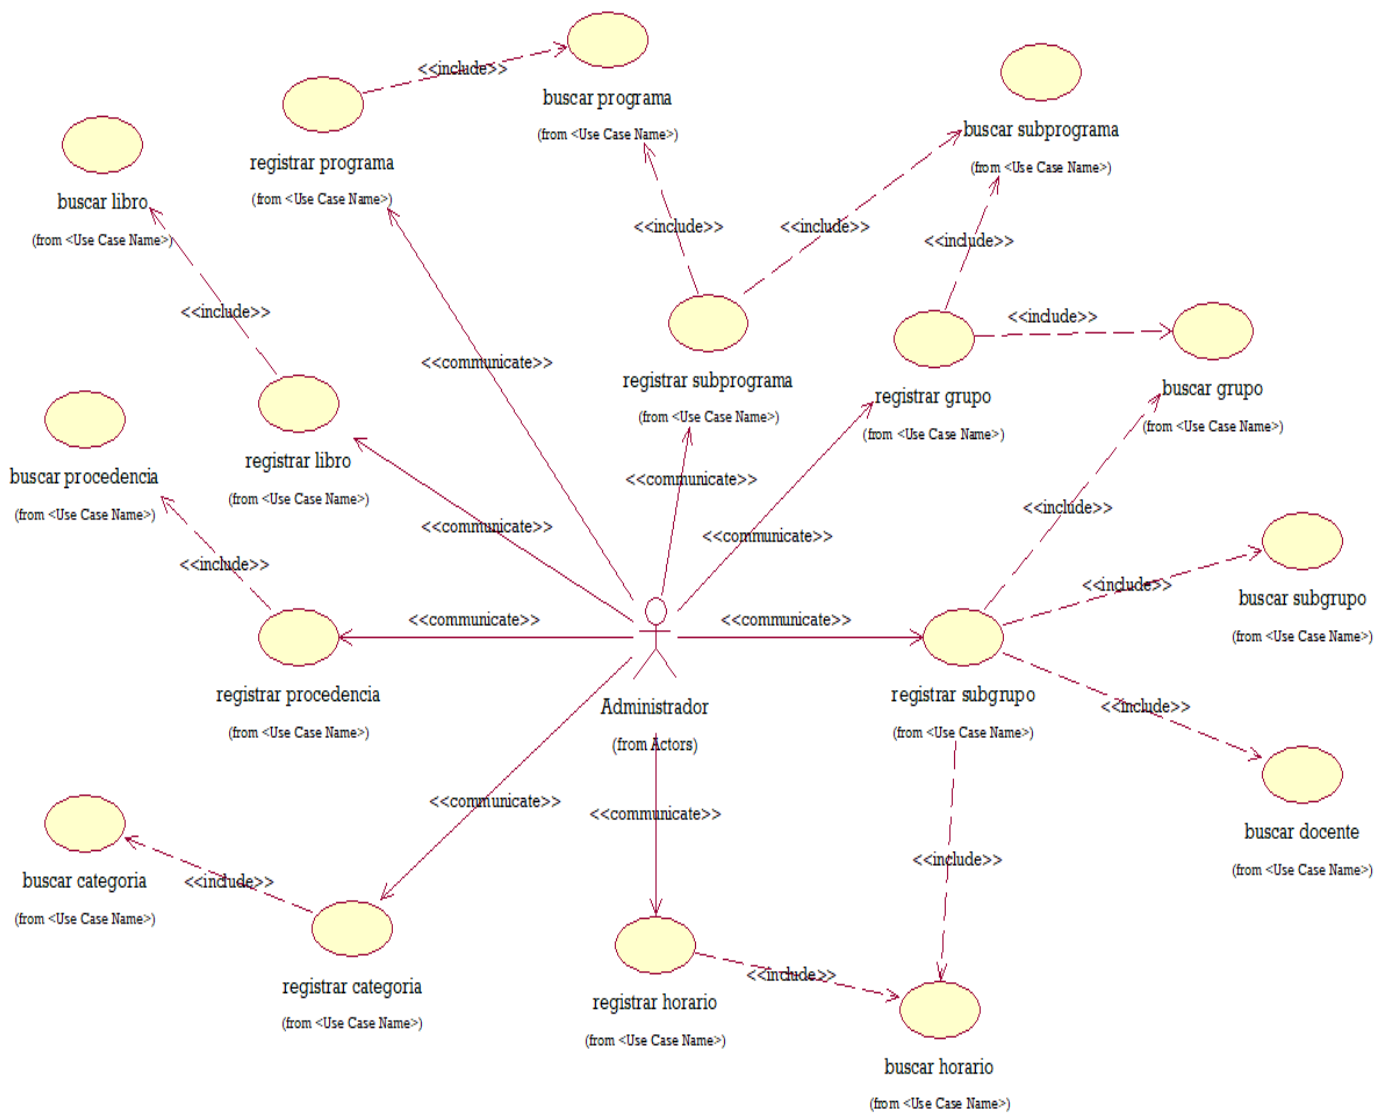 <<include>>
buscar programa
(from <Use Case Name>)
registrar programa
(from <Use Case Name>)
buscar subprograma
(from <Use Case Name>)
buscar libro
(from <Use Case Name>)
<<include>>
<<include>>
<<include>>
<<include>>
<<include>>
<<communicate>>
registrar subprograma
(from <Use Case Name>)
registrar grupo
(from <Use Case Name>)
buscar grupo
(from <Use Case Name>)
buscar procedencia
(from <Use Case Name>)
registrar libro
(from <Use Case Name>)
<<communicate>>
<<communicate>>
<<communicate>>
<<include>>
<<include>>
<<include>>
buscar subgrupo
(from <Use Case Name>)
<<communicate>>
<<communicate>>
registrar procedencia
(from <Use Case Name>)
Administrador
(from Actors)
registrar subgrupo
(from <Use Case Name>)
<<include>>
<<communicate>>
<<communicate>>
buscar docente
(from <Use Case Name>)
<<include>>
buscar categoria
(from <Use Case Name>)
<<include>>
registrar categoria
(from <Use Case Name>)
registrar horario
(from <Use Case Name>)
<<include>>
buscar horario
(from <Use Case Name>)